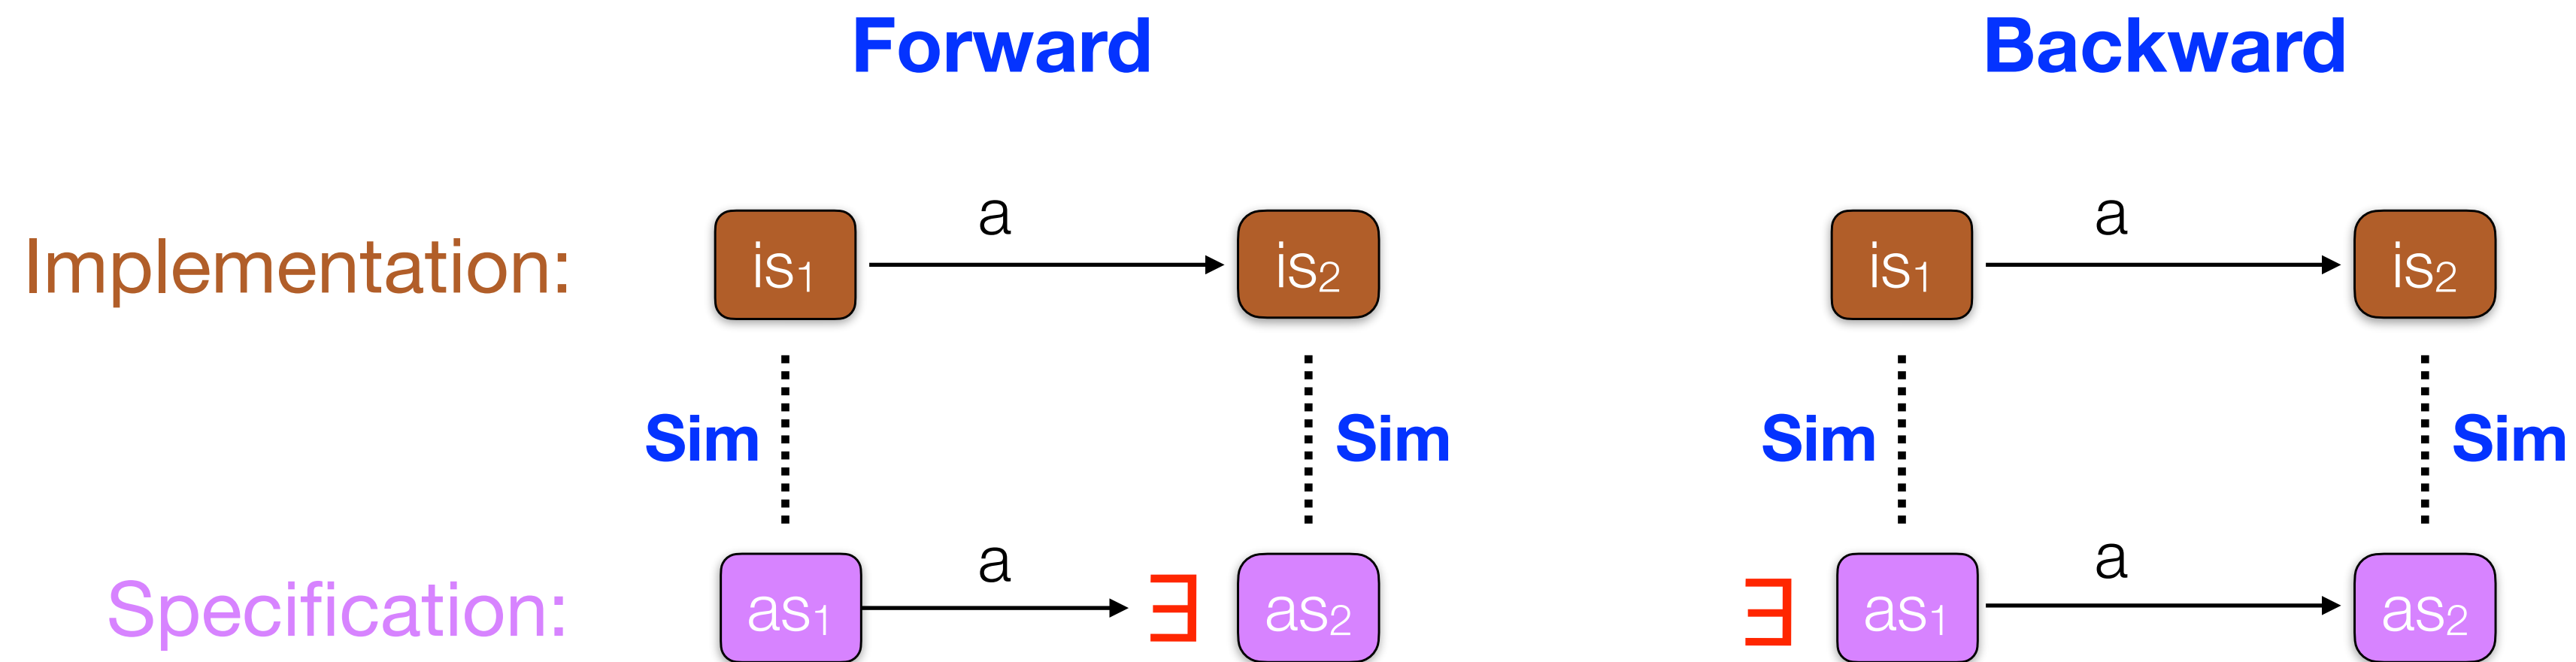 Forward Backward
a a
Implementation: is₁ is₂ is₁ is₂
Sim Sim Sim Sim
a a
Specification: as₁ ∃ as₂ ∃ as₁ as₂